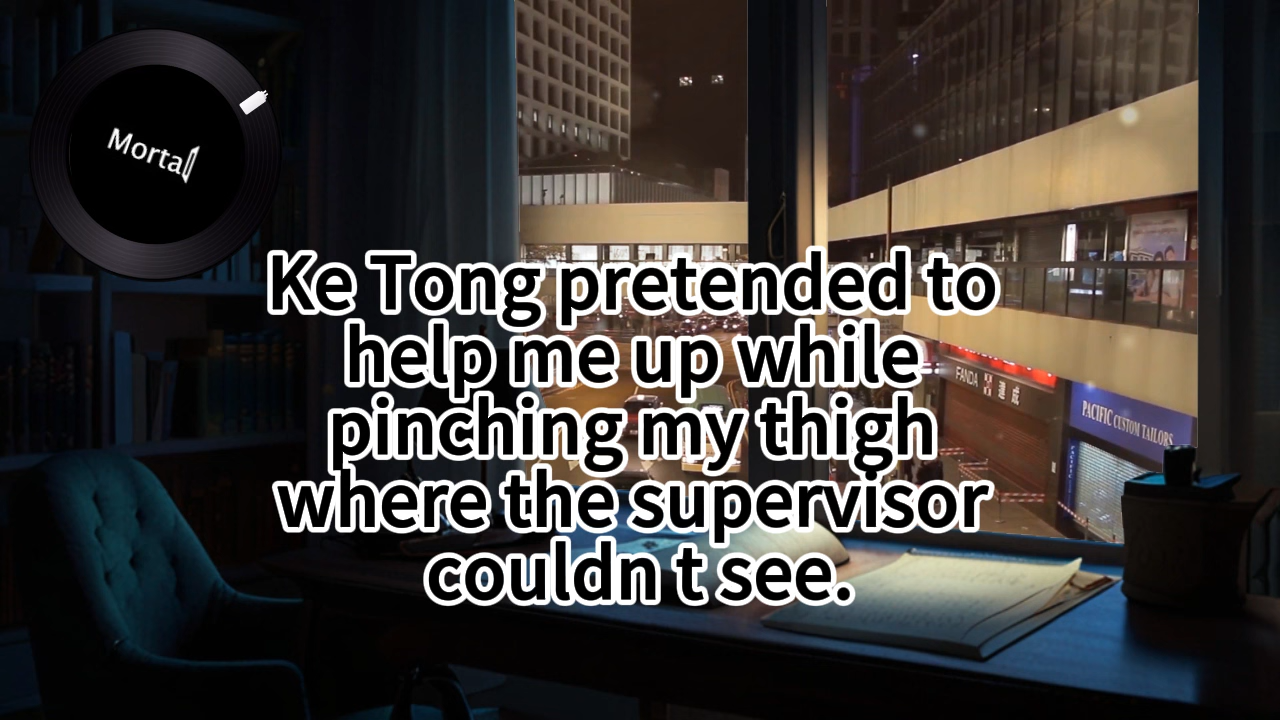 Mortal
Ke Tong pretended to
help me up while
pinching my thigh
where the supervisor
couldn t see.
FANDA
PACIFIC CUSTOM TAILORS